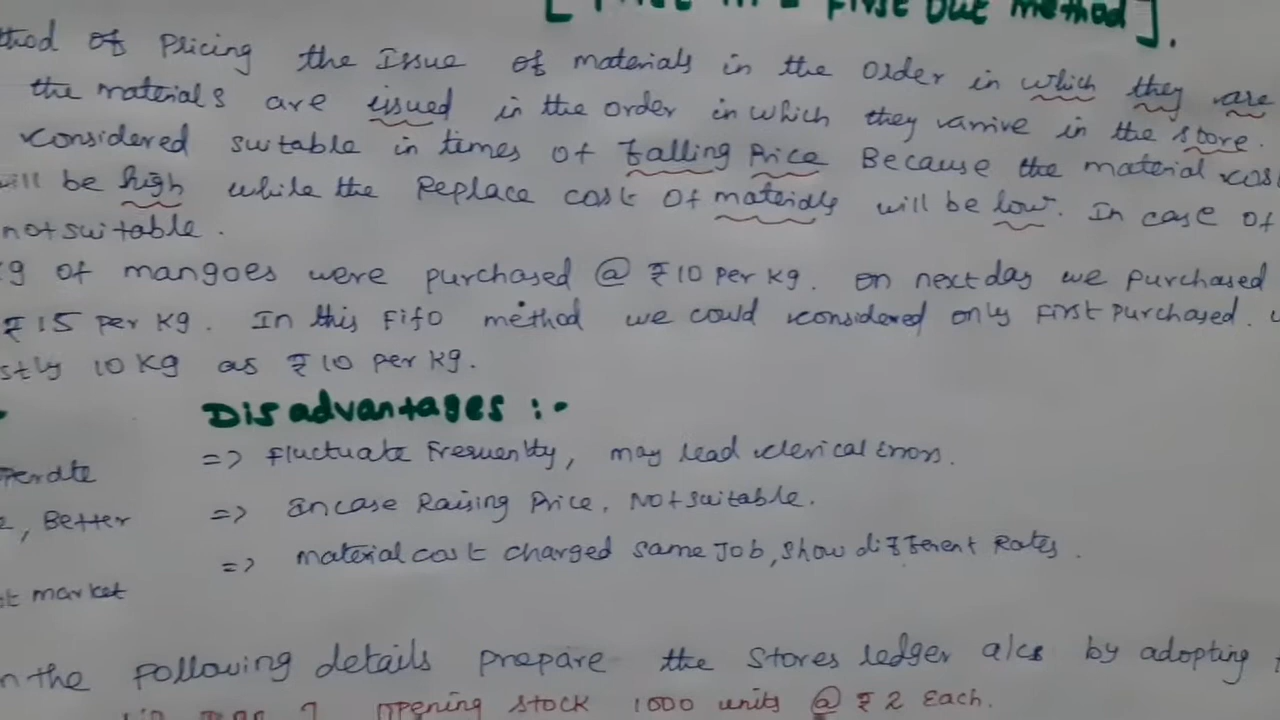 First Out Method].
of Pricing the Issue of materials in the order in which they are
the materials are issued in the order in which they arrive in the store.
considered suitable in times of falling Price Because the material
will be high while the Replace cost of materials will be low. In case of
not suitable.
of mangoes were purchased @ ₹10 per kg. on next day we purchased
₹15 per kg. In this Fifo method we could considered only First purchased.
10 kg as ₹10 per kg.
Disadvantages :-
=> Fluctuate Frequently, may lead clerical errors.
=> Incase Raising Price, Not suitable.
, Better
=> material cost charged same Job, show different Rates.
market
the following details prepare the stores ledger a/cs by adopting
opening stock 1000 units @ ₹2 Each.